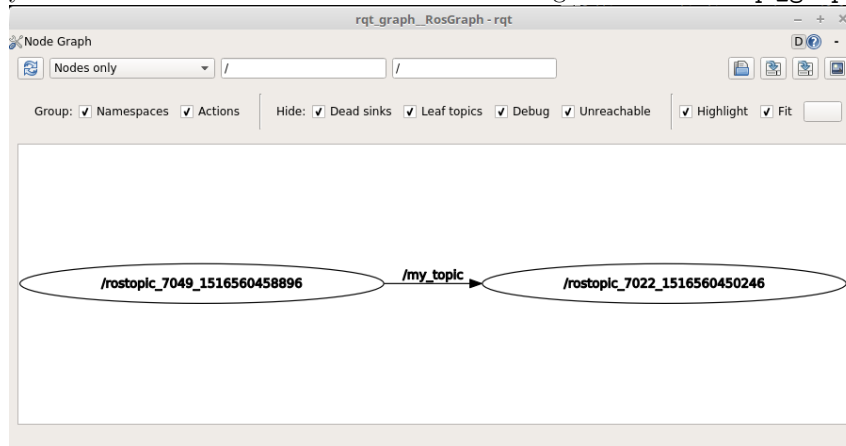 rqt_graph__RosGraph - rqt
Node Graph
D
Nodes only / /
Group: Namespaces Actions Hide: Dead sinks Leaf topics Debug Unreachable Highlight Fit
/my_topic
/rostopic_7049_1516560458896 /rostopic_7022_1516560450246